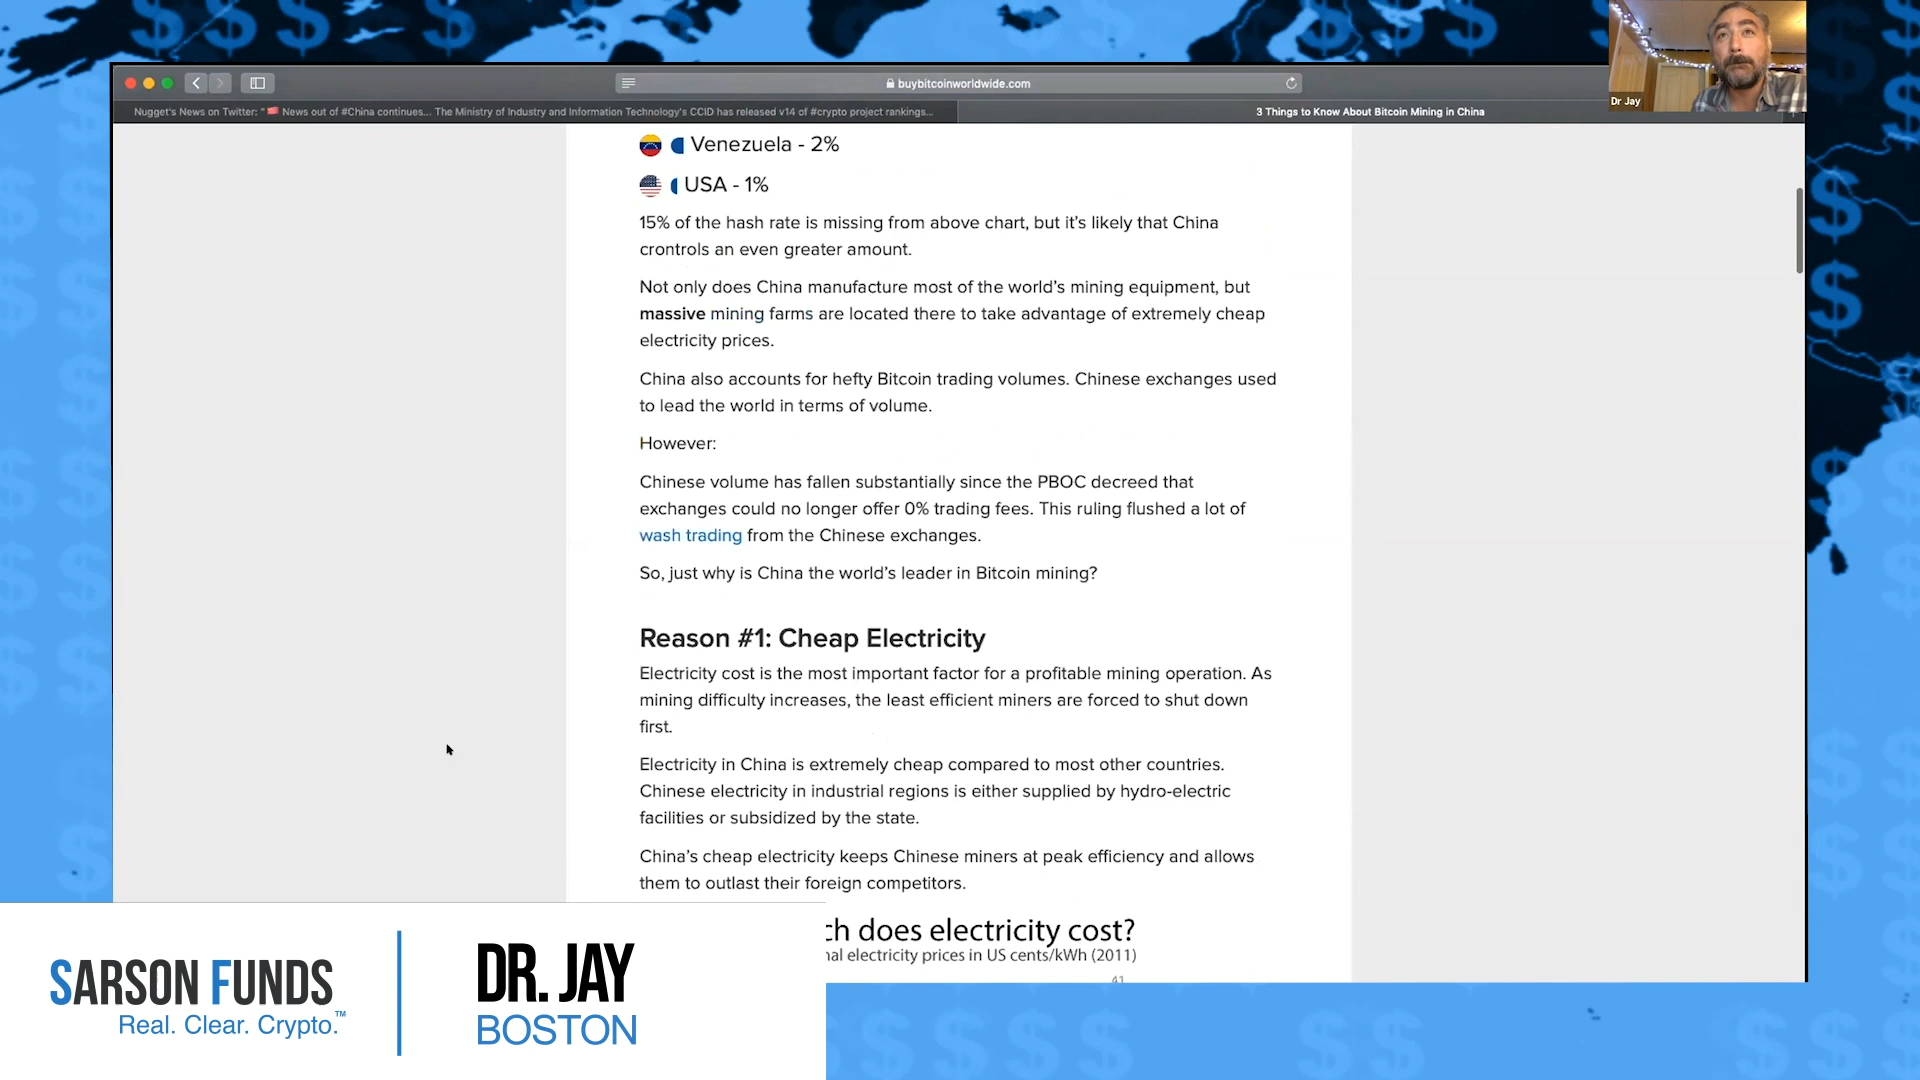 Dr Jay
buybitcoinworldwide.com
Nugget's News on Twitter: " 🇨🇳 News out of #China continues... The Ministry of Industry and Information Technology's CCID has released v14 of #crypto project rankings...
3 Things to Know About Bitcoin Mining in China
Venezuela - 2%
USA - 1%
15% of the hash rate is missing from above chart, but it's likely that China
crontrols an even greater amount.
Not only does China manufacture most of the world's mining equipment, but
massive mining farms are located there to take advantage of extremely cheap
electricity prices.
China also accounts for hefty Bitcoin trading volumes. Chinese exchanges used
to lead the world in terms of volume.
However:
Chinese volume has fallen substantially since the PBOC decreed that
exchanges could no longer offer 0% trading fees. This ruling flushed a lot of
wash trading from the Chinese exchanges.
So, just why is China the world's leader in Bitcoin mining?
Reason #1: Cheap Electricity
Electricity cost is the most important factor for a profitable mining operation. As
mining difficulty increases, the least efficient miners are forced to shut down
first.
Electricity in China is extremely cheap compared to most other countries.
Chinese electricity in industrial regions is either supplied by hydro-electric
facilities or subsidized by the state.
China's cheap electricity keeps Chinese miners at peak efficiency and allows
them to outlast their foreign competitors.
ch does electricity cost?
nal electricity prices in US cents/kWh (2011)
41
SARSON FUNDS
Real. Clear. Crypto.™
DR. JAY
BOSTON